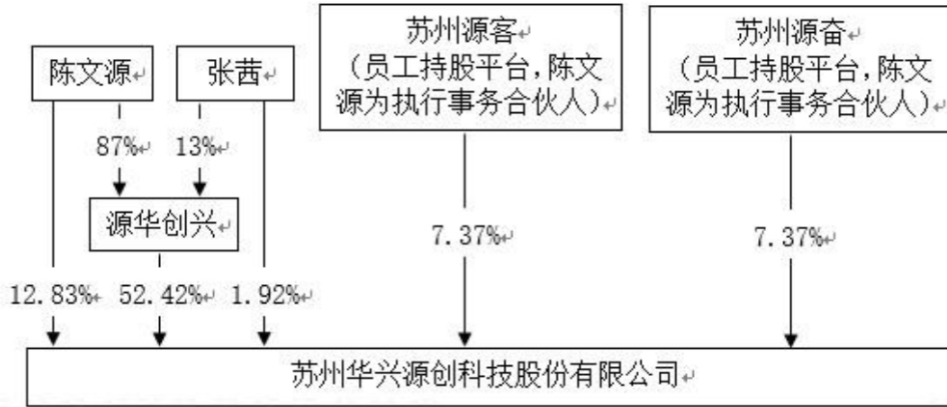 苏州源客
（员工持股平台,陈文
源为执行事务合伙人）
苏州源奋
（员工持股平台,陈文
源为执行事务合伙人）
陈文源
张茜
87%
13%
源华创兴
7.37%
7.37%
12.83%
52.42%
1.92%
苏州华兴源创科技股份有限公司